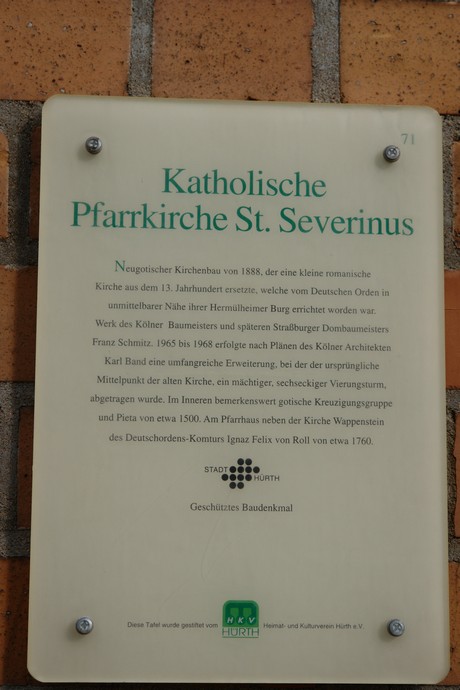 71
Katholische
Pfarrkirche St. Severinus
Neugotischer Kirchenbau von 1888, der eine kleine romanische
Kirche aus dem 13. Jahrhundert ersetzte, welche vom Deutschen Orden in
unmittelbarer Nähe ihrer Hermülheimer Burg errichtet worden war.
Werk des Kölner Baumeisters und späteren Straßburger Dombaumeisters
Franz Schmitz. 1965 bis 1968 erfolgte nach Plänen des Kölner Architekten
Karl Band eine umfangreiche Erweiterung, bei der der ursprüngliche
Mittelpunkt der alten Kirche, ein mächtiger, sechseckiger Vierungsturm,
abgetragen wurde. Im Inneren bemerkenswert gotische Kreuzigungsgruppe
und Pieta von etwa 1500. Am Pfarrhaus neben der Kirche Wappenstein
des Deutschordens-Komturs Ignaz Felix von Roll von etwa 1760.
STADT HÜRTH
Geschütztes Baudenkmal
Diese Tafel wurde gestiftet vom HKV HÜRTH Heimat- und Kulturverein Hürth e.V.